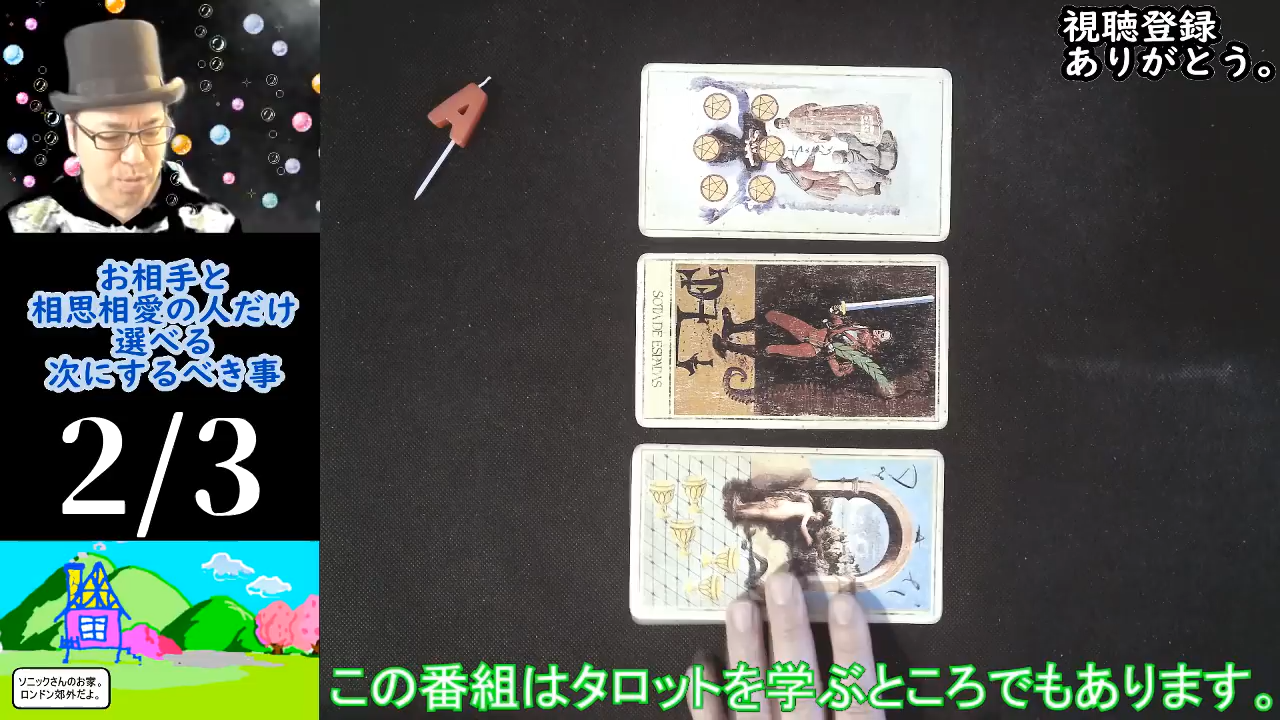 視聴登録
ありがとう。
お相手と
相思相愛の人だけ
選べる
次にするべき事
2/3
A
SOTA DE ESPADAS
ソニックさんのお家。
ロンドン郊外だよ。
この番組はタロットを学ぶところでもあります。